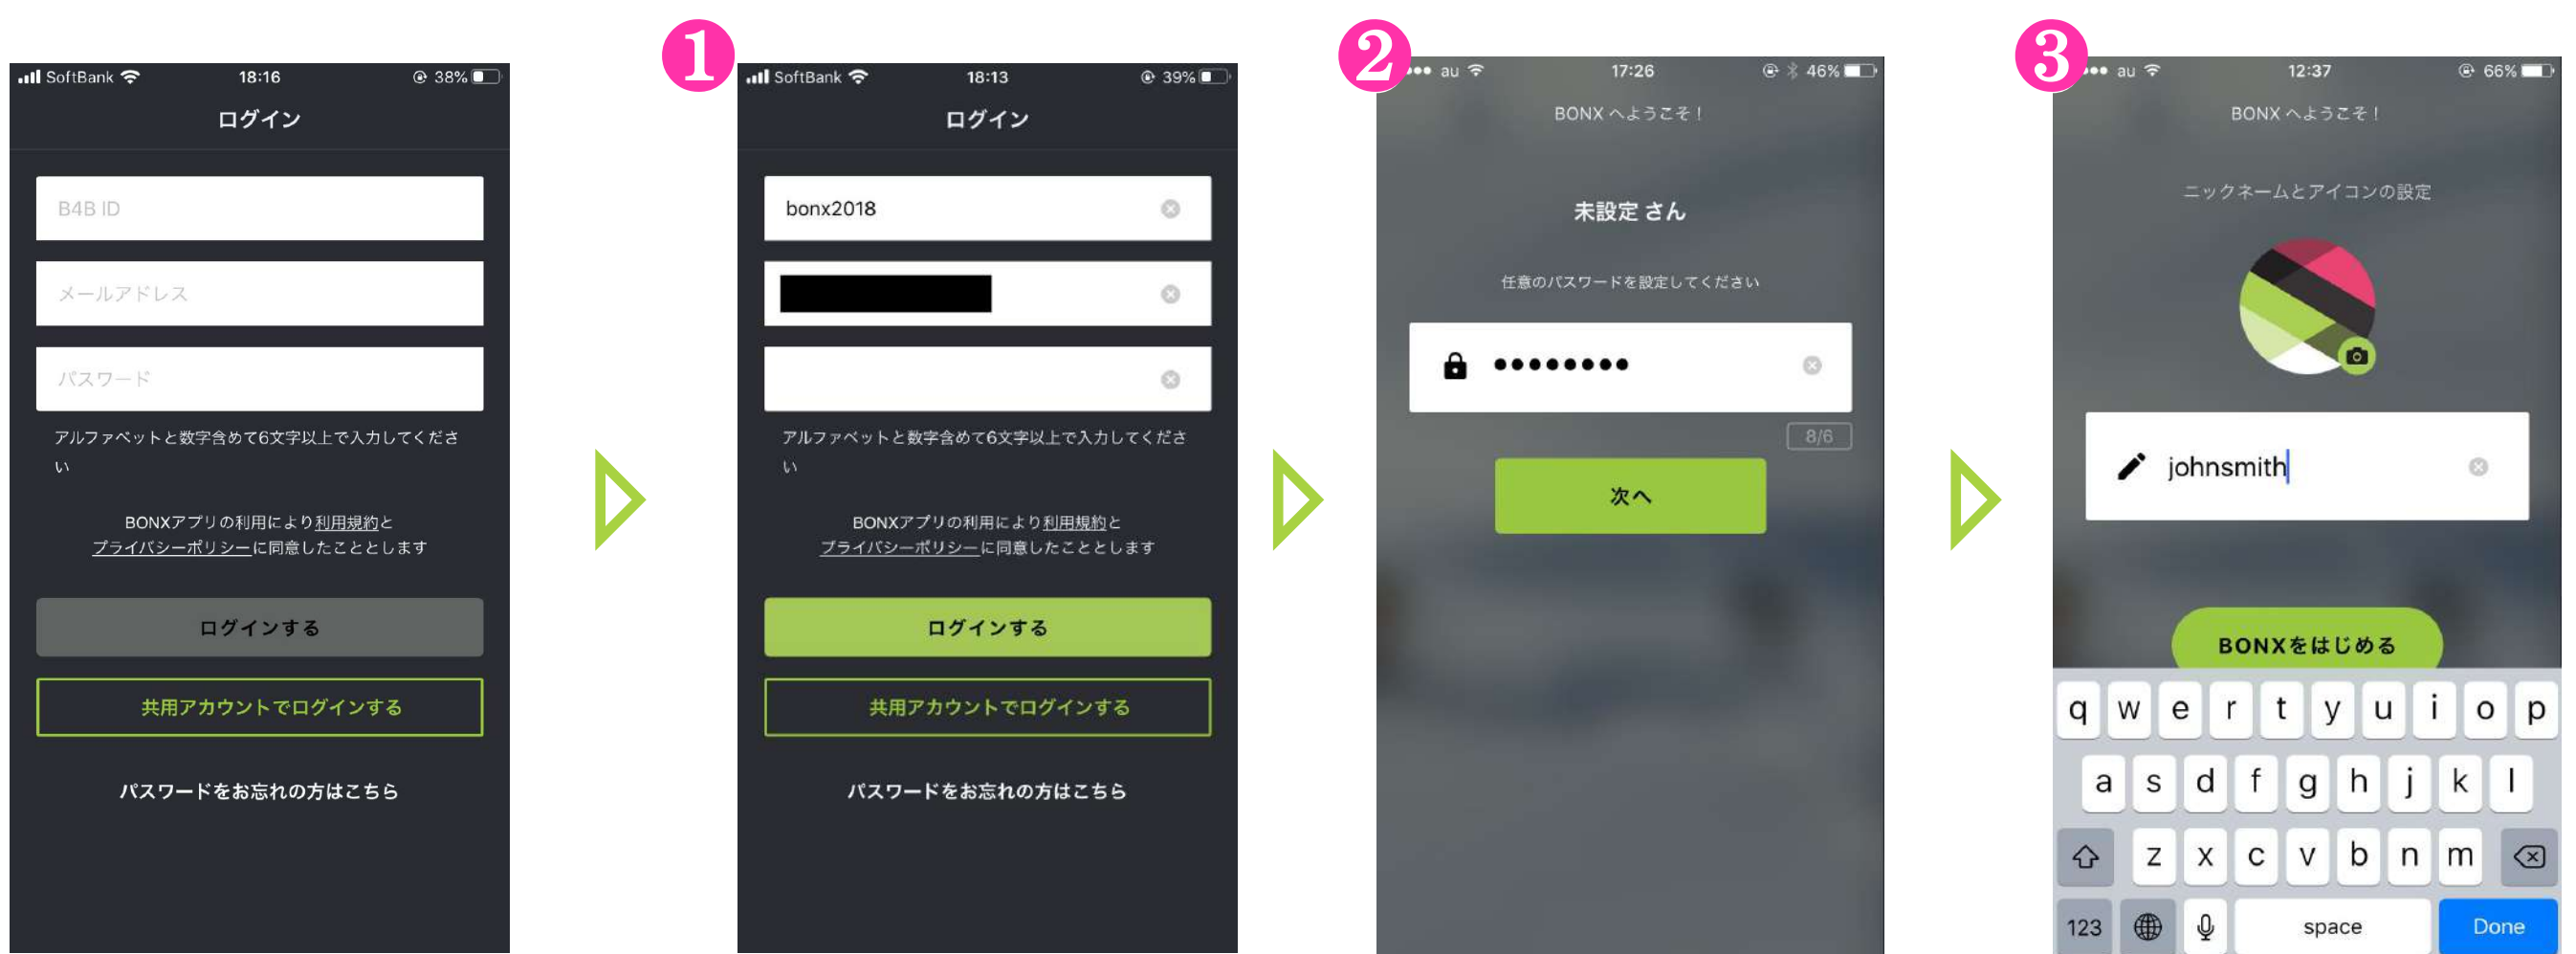 SoftBank 18:16 38%
ログイン
B4B ID
メールアドレス
パスワード
アルファベットと数字含めて6文字以上で入力してくださ
い
BONXアプリの利用により利用規約と
プライバシーポリシーに同意したこととします
ログインする
共用アカウントでログインする
パスワードをお忘れの方はこちら
1
SoftBank 18:13 39%
ログイン
bonx2018
アルファベットと数字含めて6文字以上で入力してくださ
い
BONXアプリの利用により利用規約と
プライバシーポリシーに同意したこととします
ログインする
共用アカウントでログインする
パスワードをお忘れの方はこちら
2
au 17:26 46%
BONX へようこそ！
未設定 さん
任意のパスワードを設定してください
••••••••
8/6
次へ
3
au 12:37 66%
BONX へようこそ！
ニックネームとアイコンの設定
johnsmith
BONXをはじめる
q w e r t y u i o p
a s d f g h j k l
z x c v b n m
123 space Done